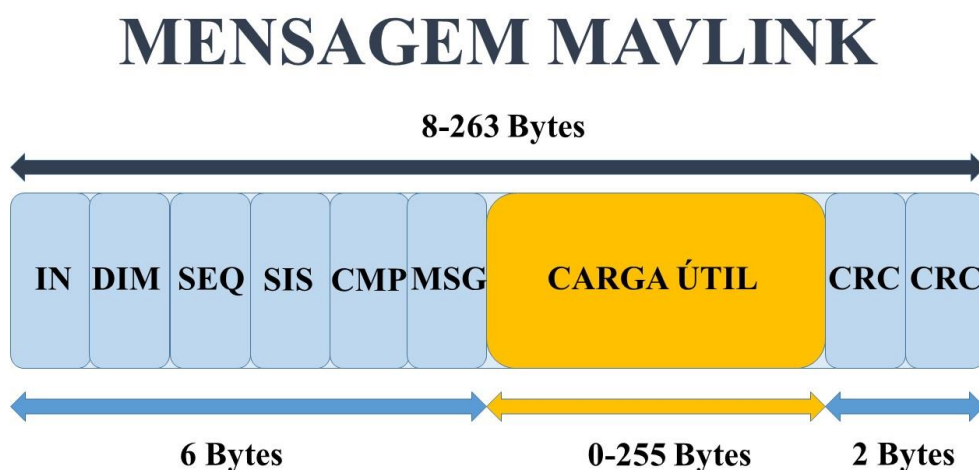 MENSAGEM MAVLINK
8-263 Bytes
IN DIM SEQ SIS CMP MSG CARGA ÚTIL CRC CRC
6 Bytes 0-255 Bytes 2 Bytes